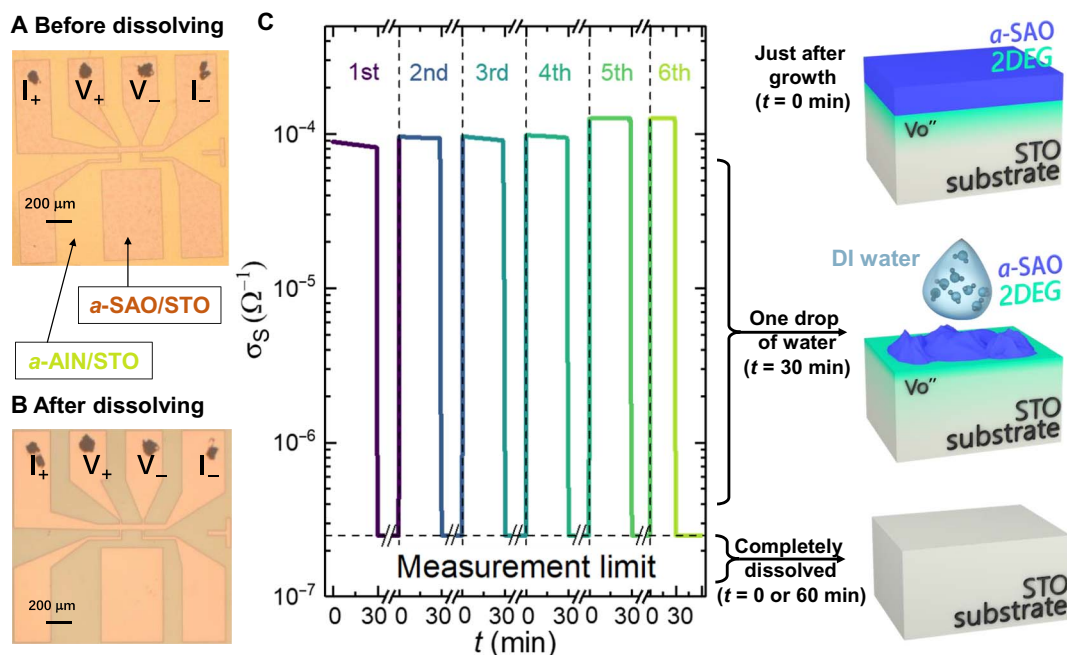 A Before dissolving
I+ V+ V− I−
200 μm
a-SAO/STO
a-AlN/STO
B After dissolving
I+ V+ V− I−
200 μm
C
1st 2nd 3rd 4th 5th 6th
10⁻⁴
10⁻⁵
10⁻⁶
10⁻⁷
σS (Ω⁻¹)
Measurement limit
0 30 0 30 0 30 0 30 0 30 0 30
t (min)
Just after
growth
(t = 0 min)
a-SAO
2DEG
Vo''
STO
substrate
One drop
of water
(t = 30 min)
DI water
a-SAO
2DEG
Vo''
STO
substrate
Completely
dissolved
(t = 0 or 60 min)
STO
substrate